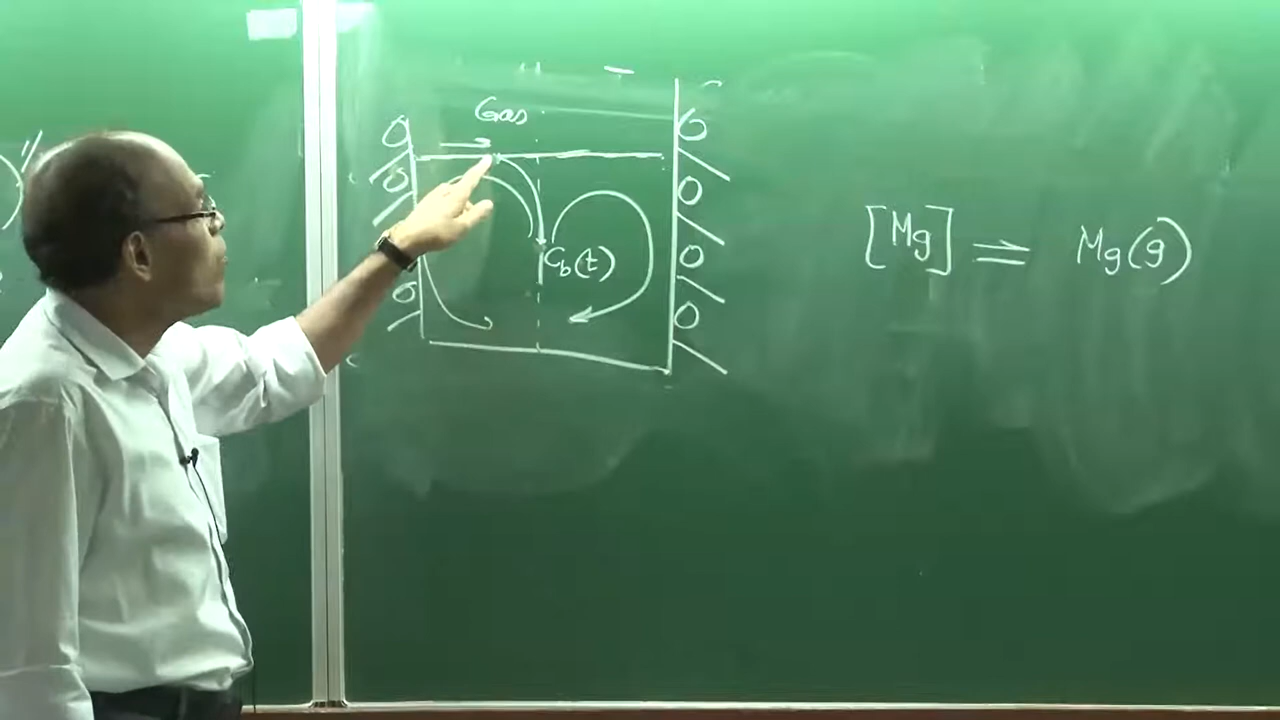 Gas
C_b(t)
[Mg] ⇌ Mg(g)